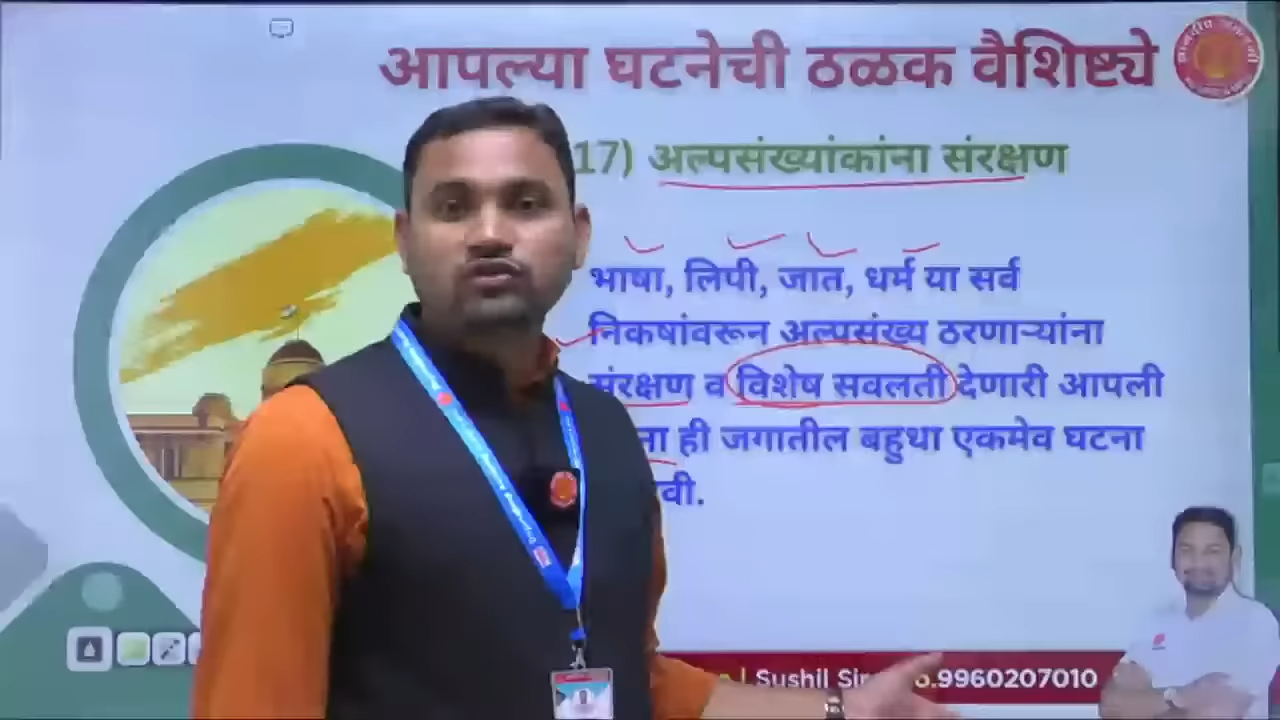 आपल्या घटनेची ठळक वैशिष्ट्ये
17) अल्पसंख्यांकांना संरक्षण
भाषा, लिपी, जात, धर्म या सर्व
निकषांवरून अल्पसंख्य ठरणाऱ्यांना
संरक्षण व विशेष सवलती देणारी आपली
ही जगातील बहुधा एकमेव घटना
| Sushil Sir
.9960207010